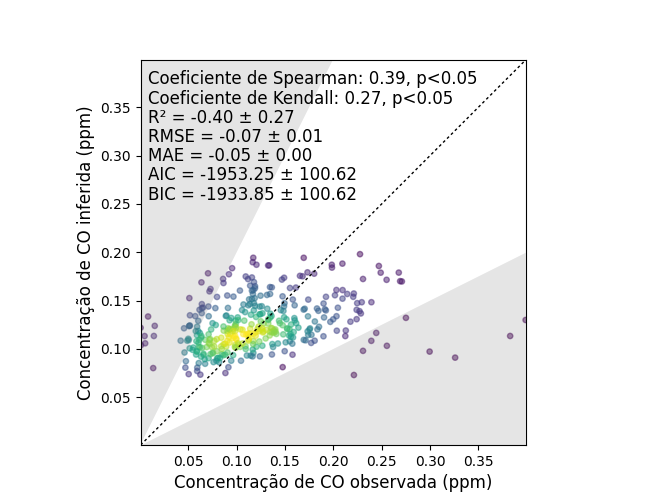 Coeficiente de Spearman: 0.39, p<0.05
Coeficiente de Kendall: 0.27, p<0.05
R² = -0.40 ± 0.27
RMSE = -0.07 ± 0.01
MAE = -0.05 ± 0.00
AIC = -1953.25 ± 100.62
BIC = -1933.85 ± 100.62
Concentração de CO inferida (ppm)
0.35
0.30
0.25
0.20
0.15
0.10
0.05
0.05 0.10 0.15 0.20 0.25 0.30 0.35
Concentração de CO observada (ppm)